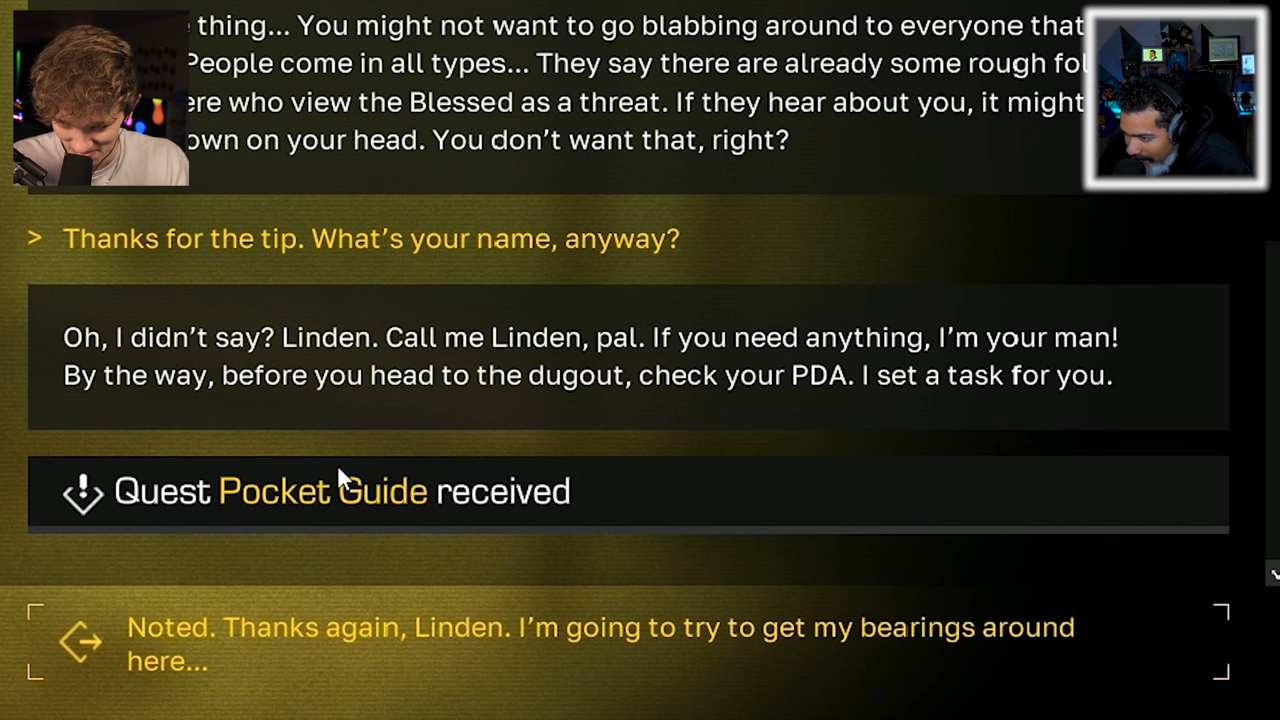 thing... You might not want to go blabbing around to everyone that
People come in all types... They say there are already some rough
who view the Blessed as a threat. If they hear about you, it might
on your head. You don't want that, right?
> Thanks for the tip. What's your name, anyway?
Oh, I didn't say? Linden. Call me Linden, pal. If you need anything, I'm your man!
By the way, before you head to the dugout, check your PDA. I set a task for you.
Quest Pocket Guide received
Noted. Thanks again, Linden. I'm going to try to get my bearings around
here...